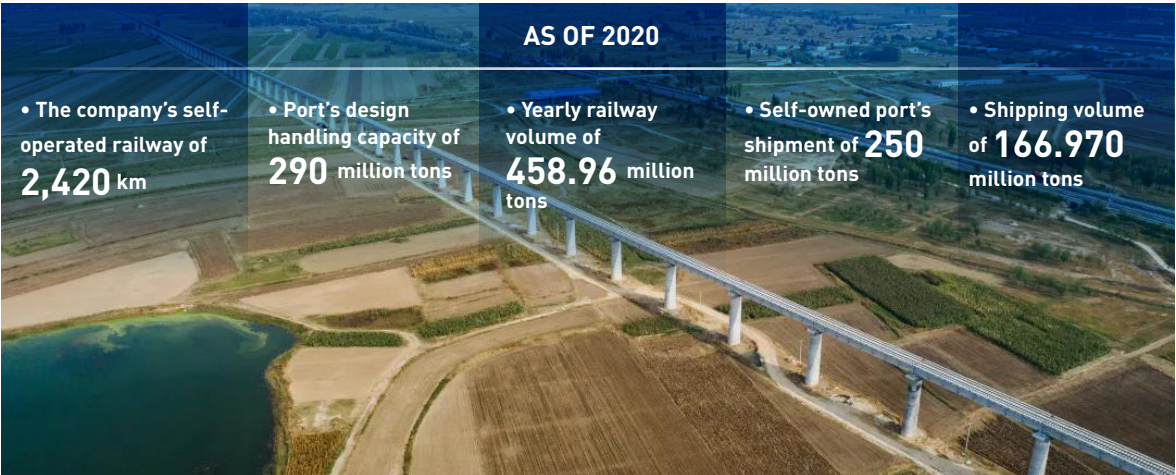 AS OF 2020
• The company's self-
operated railway of
2,420 km
• Port's design
handling capacity of
290 million tons
• Yearly railway
volume of
458.96 million
tons
• Self-owned port's
shipment of 250
million tons
• Shipping volume
of 166.970
million tons